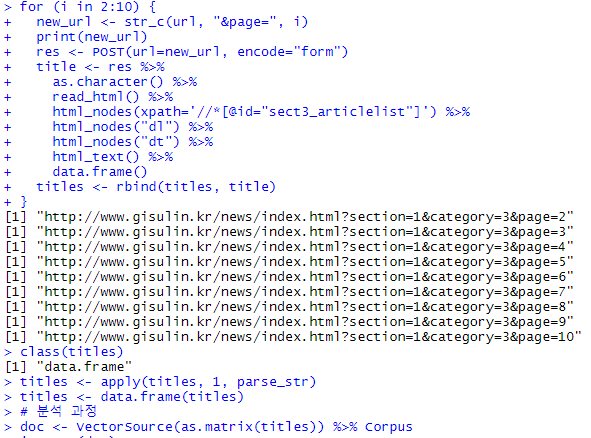 > for (i in 2:10) {
+   new_url <- str_c(url, "&page=", i)
+   print(new_url)
+   res <- POST(url=new_url, encode="form")
+   title <- res %>%
+     as.character() %>%
+     read_html() %>%
+     html_nodes(xpath='//*[@id="sect3_articlelist"]') %>%
+     html_nodes("dl") %>%
+     html_nodes("dt") %>%
+     html_text() %>%
+     data.frame()
+   titles <- rbind(titles, title)
+ }
[1] "http://www.gisulin.kr/news/index.html?section=1&category=3&page=2"
[1] "http://www.gisulin.kr/news/index.html?section=1&category=3&page=3"
[1] "http://www.gisulin.kr/news/index.html?section=1&category=3&page=4"
[1] "http://www.gisulin.kr/news/index.html?section=1&category=3&page=5"
[1] "http://www.gisulin.kr/news/index.html?section=1&category=3&page=6"
[1] "http://www.gisulin.kr/news/index.html?section=1&category=3&page=7"
[1] "http://www.gisulin.kr/news/index.html?section=1&category=3&page=8"
[1] "http://www.gisulin.kr/news/index.html?section=1&category=3&page=9"
[1] "http://www.gisulin.kr/news/index.html?section=1&category=3&page=10"
> class(titles)
[1] "data.frame"
> titles <- apply(titles, 1, parse_str)
> titles <- data.frame(titles)
> # 분석 과정
> doc <- VectorSource(as.matrix(titles)) %>% Corpus